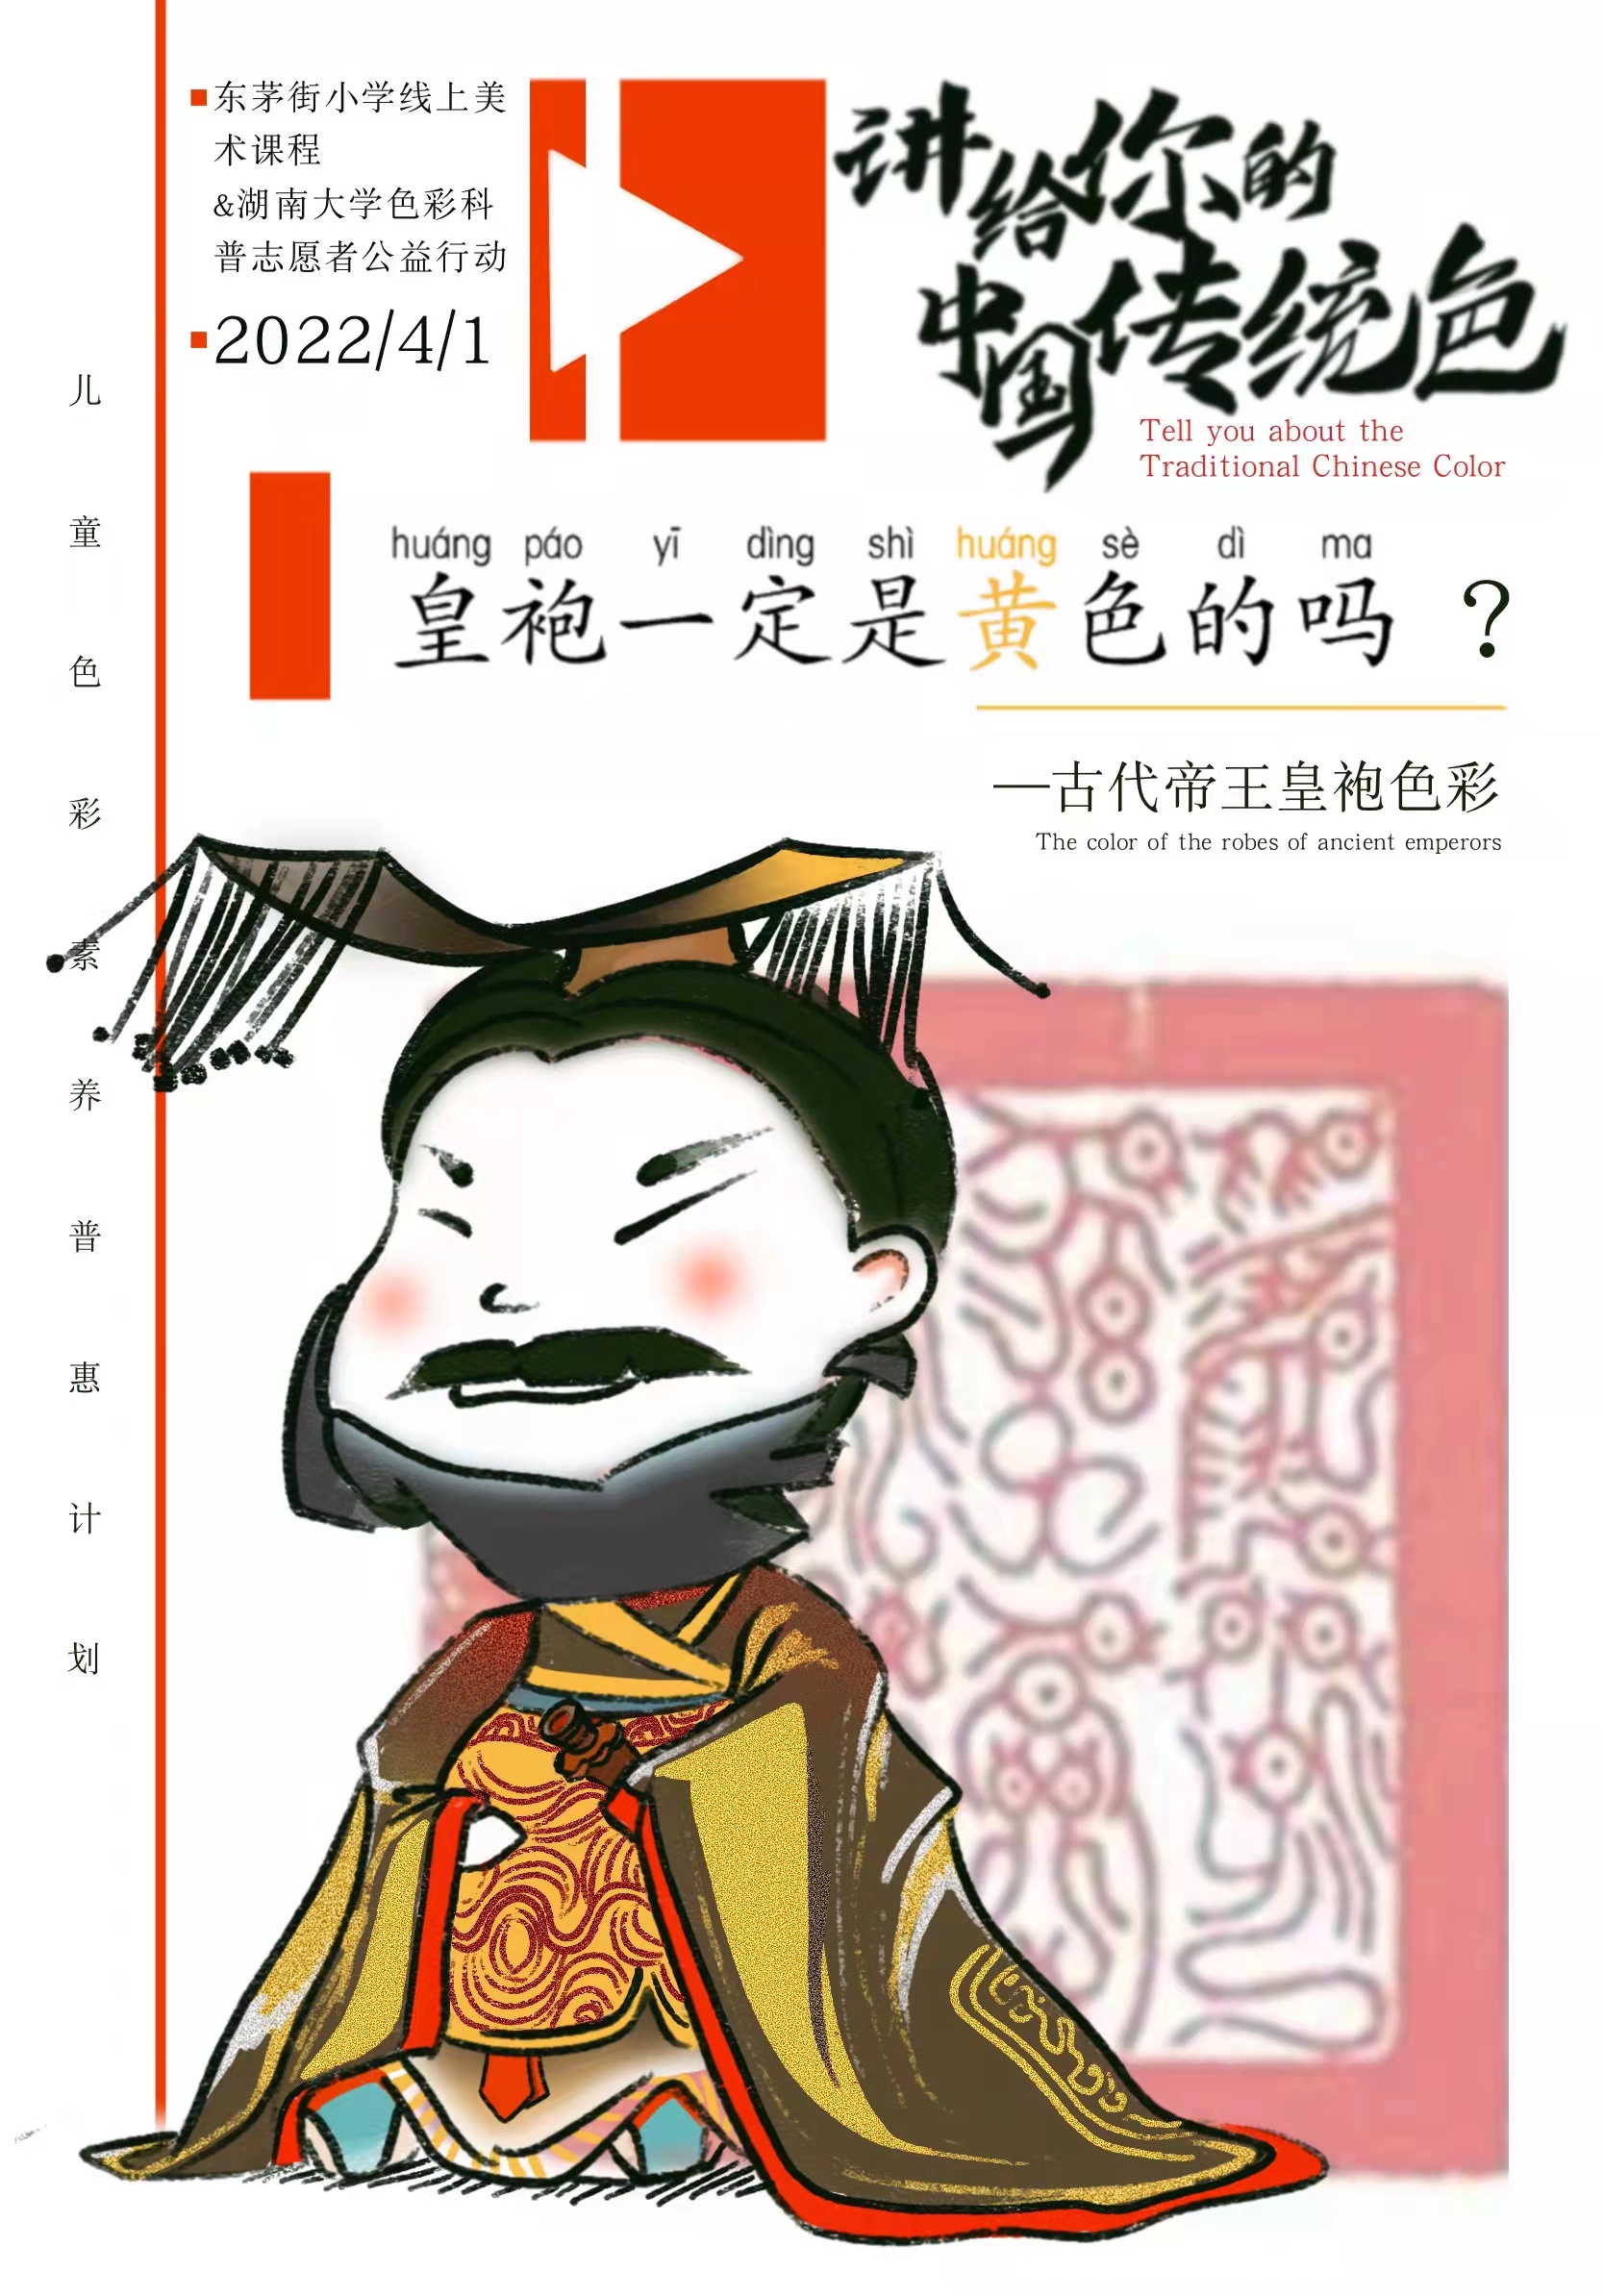 东茅街小学线上美
术课程
&湖南大学色彩科
普志愿者公益行动
2022/4/1
讲给你的
中国传统色
Tell you about the
Traditional Chinese Color
huáng páo yī dìng shì huáng sè dì ma
皇袍一定是黄色的吗？
—古代帝王皇袍色彩
The color of the robes of ancient emperors
儿童色彩素养普惠计划